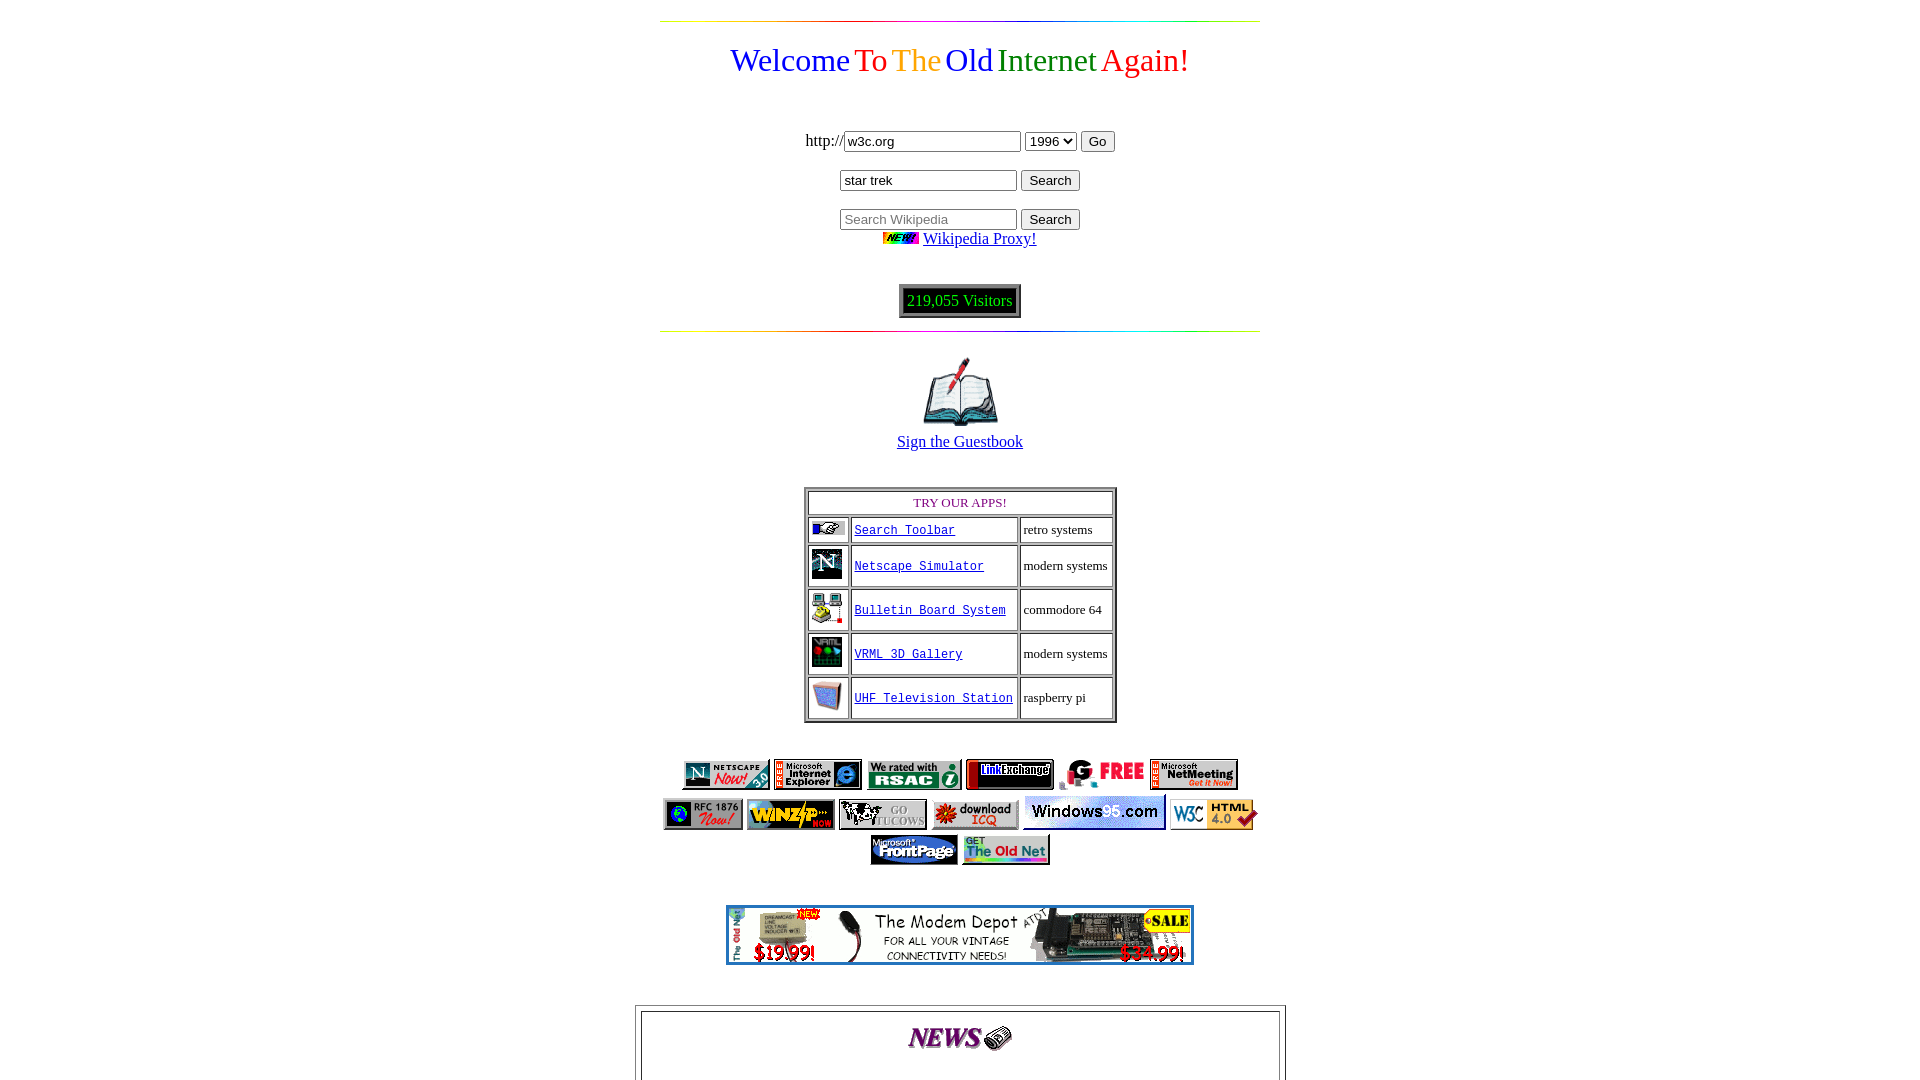 Welcome To The Old Internet Again!
http:// w3c.org 1996 Go
star trek Search
Search Wikipedia Search
NEW! Wikipedia Proxy!
219,055 Visitors
Sign the Guestbook
TRY OUR APPS!
Search Toolbar retro systems
N Netscape Simulator modern systems
Bulletin Board System commodore 64
VRML VRML 3D Gallery modern systems
UHF Television Station raspberry pi
N NETSCAPE Now! 3.0
FREE Microsoft Internet Explorer
We rated with RSAC i
LinkExchange
G FREE
FREE Microsoft NetMeeting Get it Now!
RFC 1876 Now!
WINZIP NOW
GO TUCOWS
download ICQ
Windows95.com
W3C HTML 4.0
Microsoft FrontPage
GET The Old Net
The Old Net
DREAMCAST LINE VOLTAGE INDUCER
NEW
$19.99!
The Modem Depot
FOR ALL YOUR VINTAGE
CONNECTIVITY NEEDS!
ATDT
SALE
$34.99!
NEWS